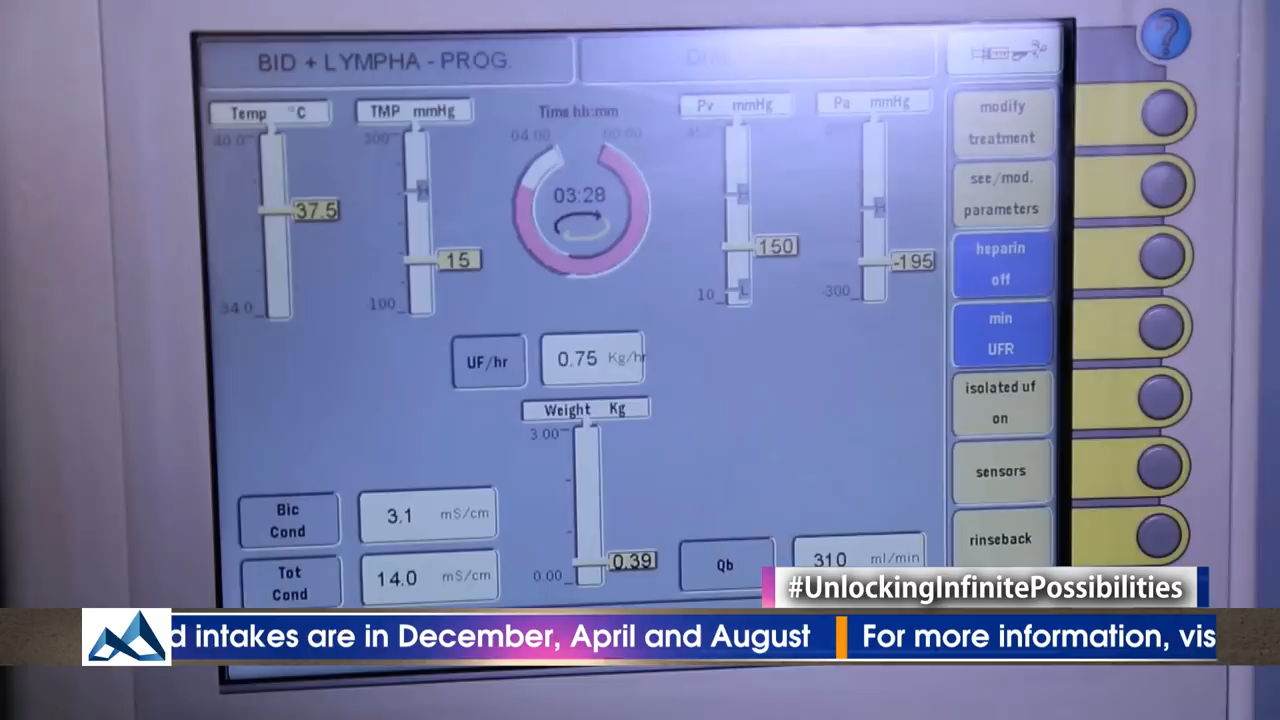 BID + LYMPHA - PROG.
?
Temp °C
TMP mmHg
Time hh:mm
Pv mmHg
Pa mmHg
modify
treatment
40.0
300
04:00
00:00
37.5
03:28
see/mod.
parameters
15
150
-195
heparin
off
34.0
100
10
L
-300
min
UFR
UF/hr
0.75 Kg/hr
isolated uf
on
Weight Kg
3.00
sensors
Bic
Cond
3.1 mS/cm
rinseback
Tot
Cond
14.0 mS/cm
0.39
0.00
Qb
310 ml/min
#UnlockingInfinitePossibilities
d intakes are in December, April and August
For more information, vis